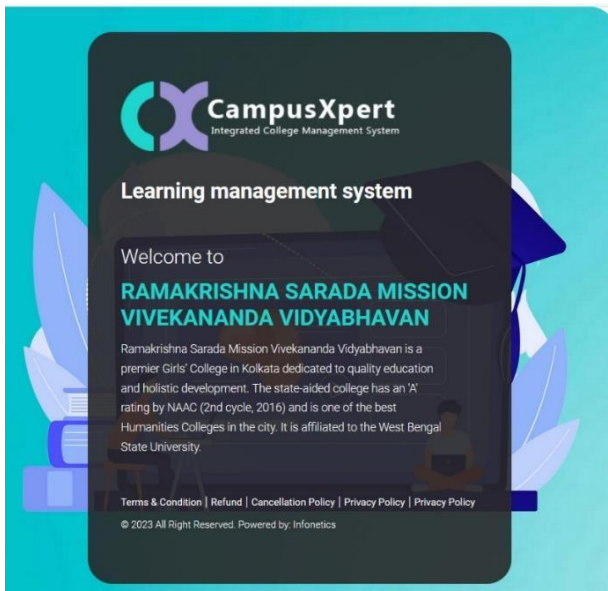 CampusXpert
Integrated College Management System
Learning management system
Welcome to
RAMAKRISHNA SARADA MISSION
VIVEKANANDA VIDYABHAVAN
Ramakrishna Sarada Mission Vivekananda Vidyabhavan is a
premier Girls' College in Kolkata dedicated to quality education
and holistic development. The state-aided college has an 'A'
rating by NAAC (2nd cycle, 2016) and is one of the best
Humanities Colleges in the city. It is affiliated to the West Bengal
State University.
Terms & Condition | Refund | Cancellation Policy | Privacy Policy | Privacy Policy
© 2023 All Right Reserved. Powered by: Infonetics